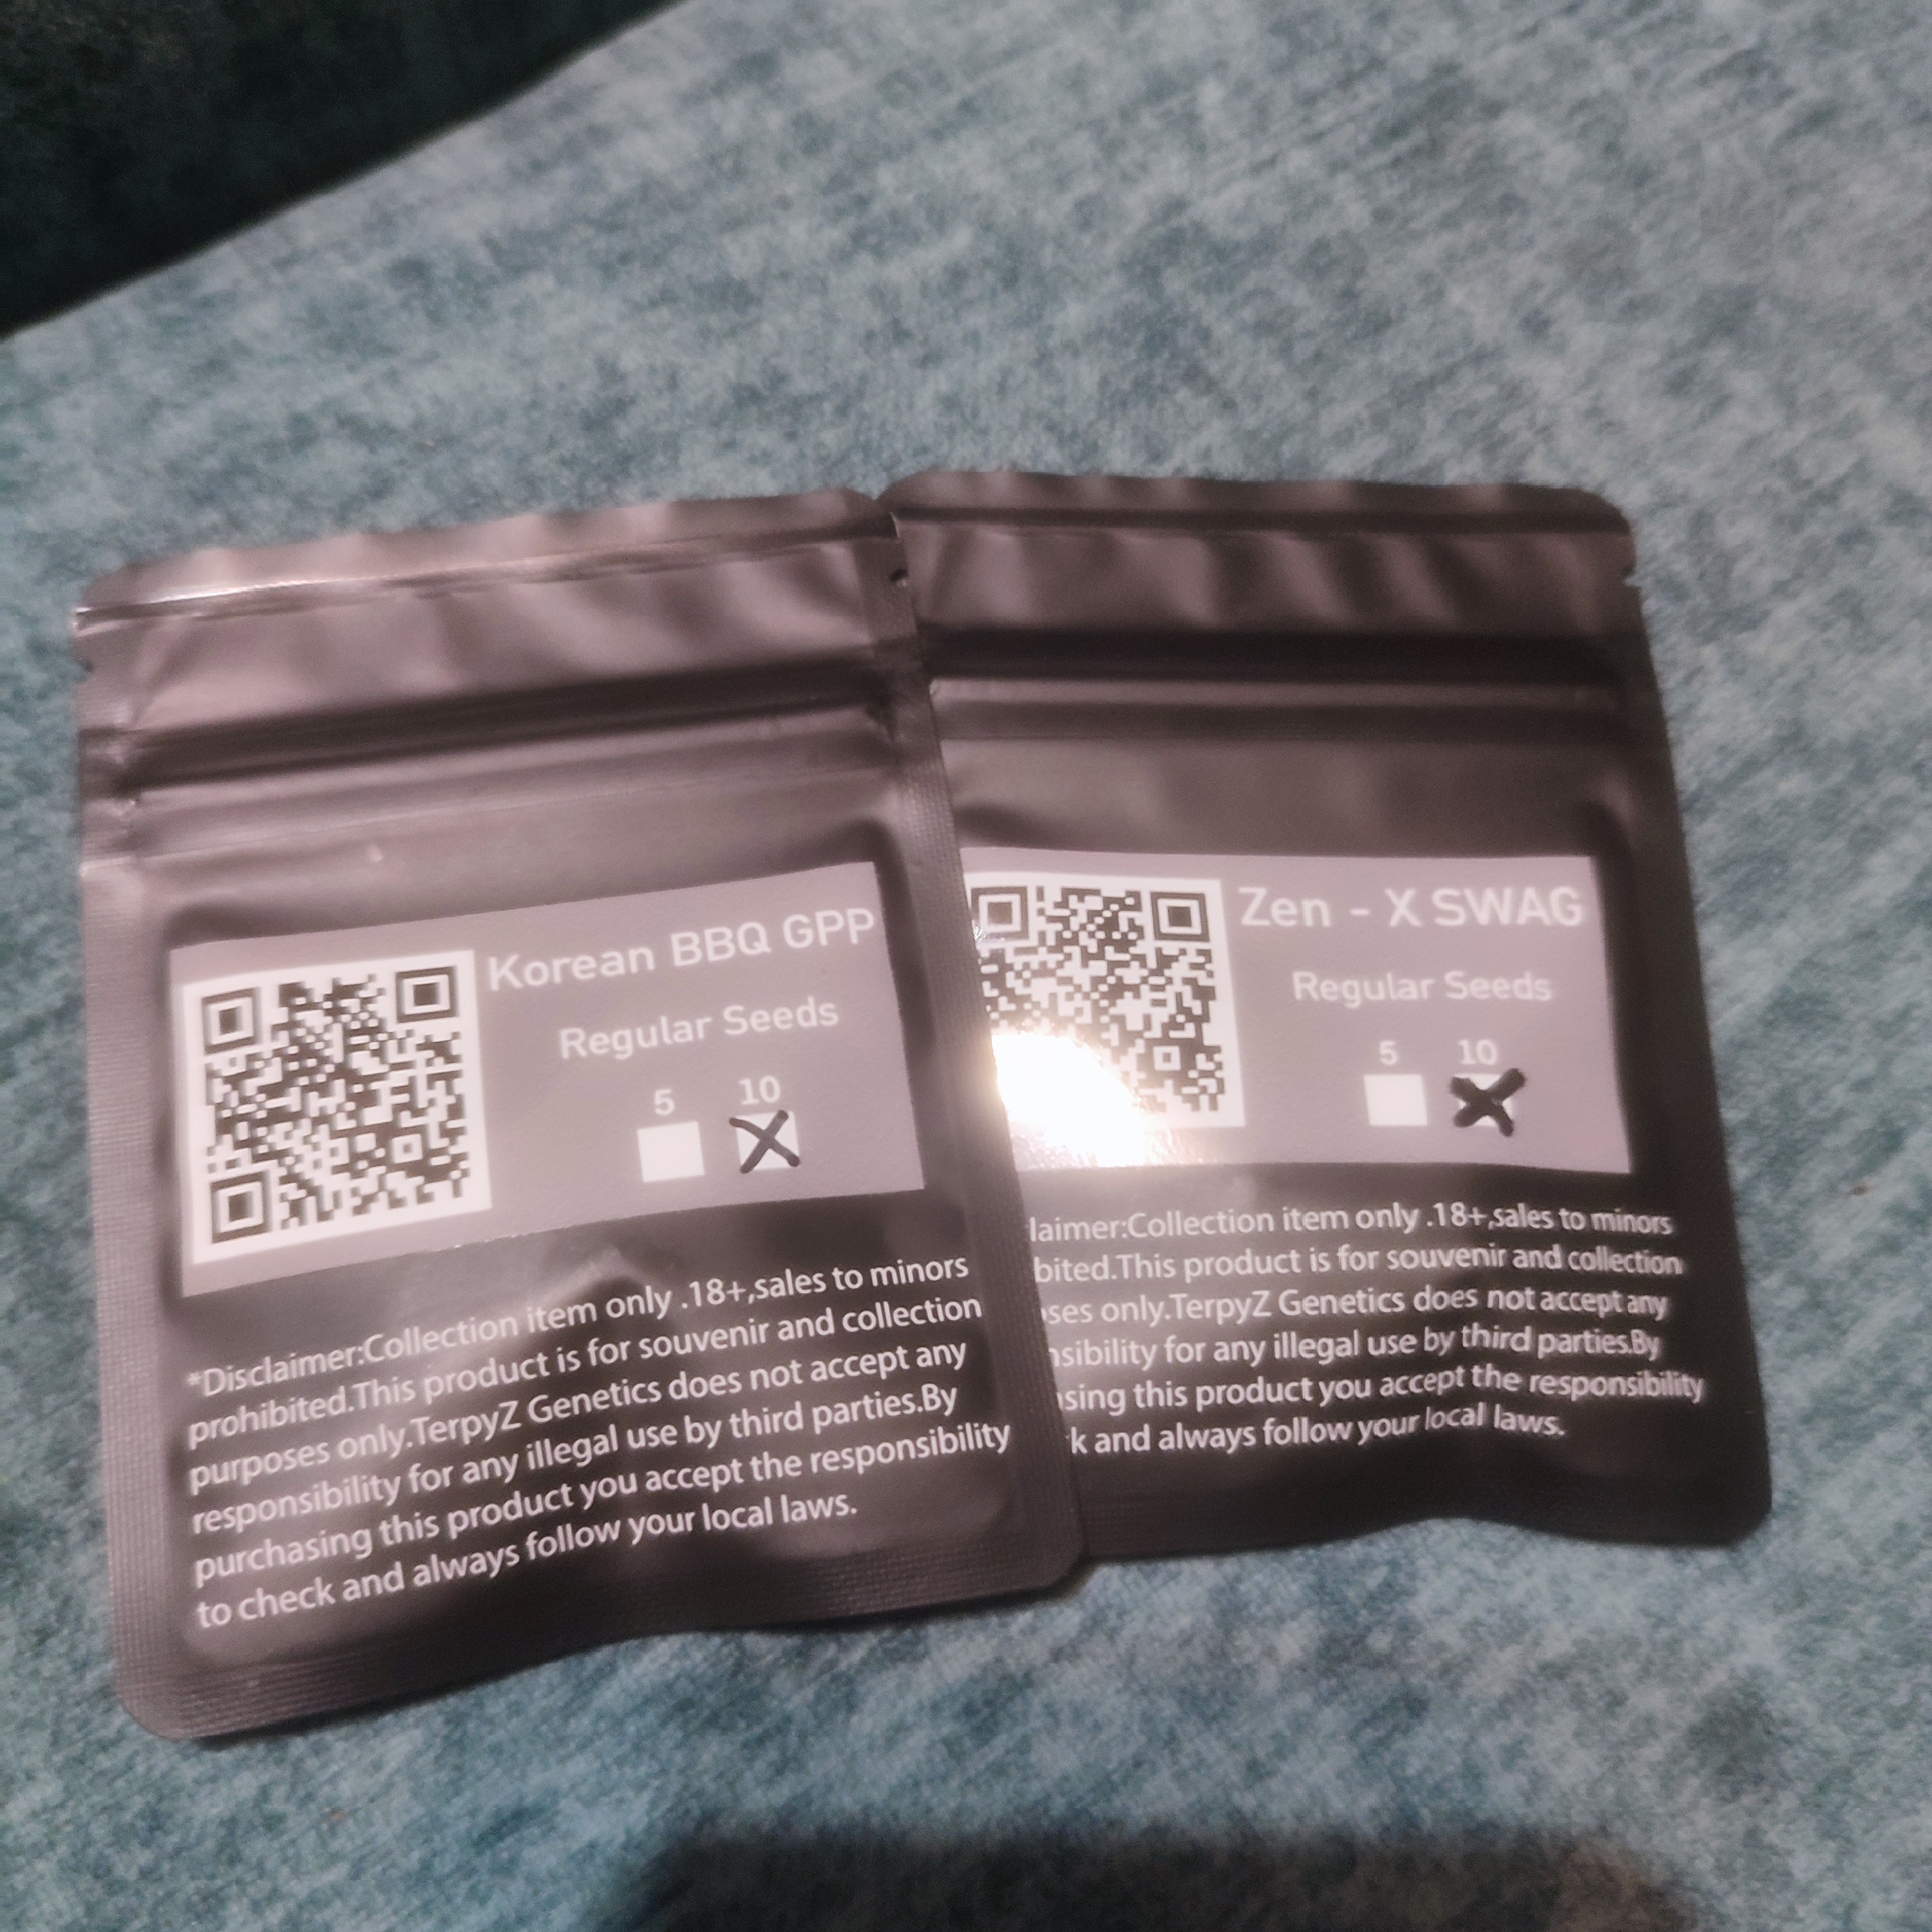 Korean BBQ GPP
Regular Seeds
5 10
*Disclaimer:Collection item only .18+,sales to minors
prohibited.This product is for souvenir and collection
purposes only.TerpyZ Genetics does not accept any
responsibility for any illegal use by third parties.By
purchasing this product you accept the responsibility
to check and always follow your local laws.
Zen - X SWAG
Regular Seeds
5 10
laimer:Collection item only .18+,sales to minors
bited.This product is for souvenir and collection
ses only.TerpyZ Genetics does not accept any
nsibility for any illegal use by third parties.By
sing this product you accept the responsibility
k and always follow your local laws.